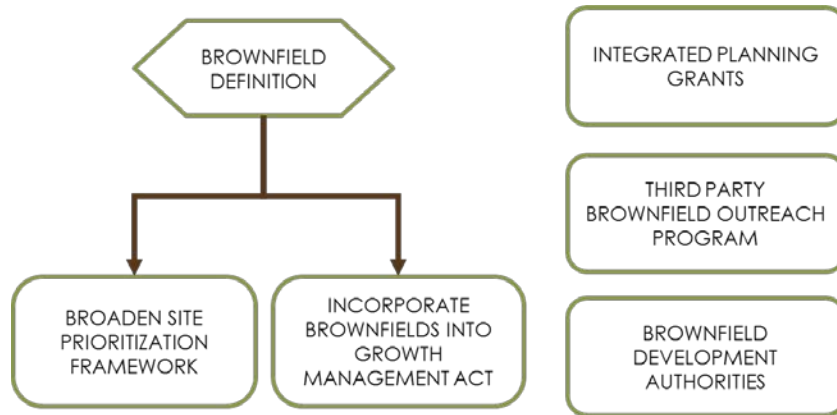 BROWNFIELD
DEFINITION
BROADEN SITE
PRIORITIZATION
FRAMEWORK
INCORPORATE
BROWNFIELDS INTO
GROWTH
MANAGEMENT ACT
INTEGRATED PLANNING
GRANTS
THIRD PARTY
BROWNFIELD OUTREACH
PROGRAM
BROWNFIELD
DEVELOPMENT
AUTHORITIES